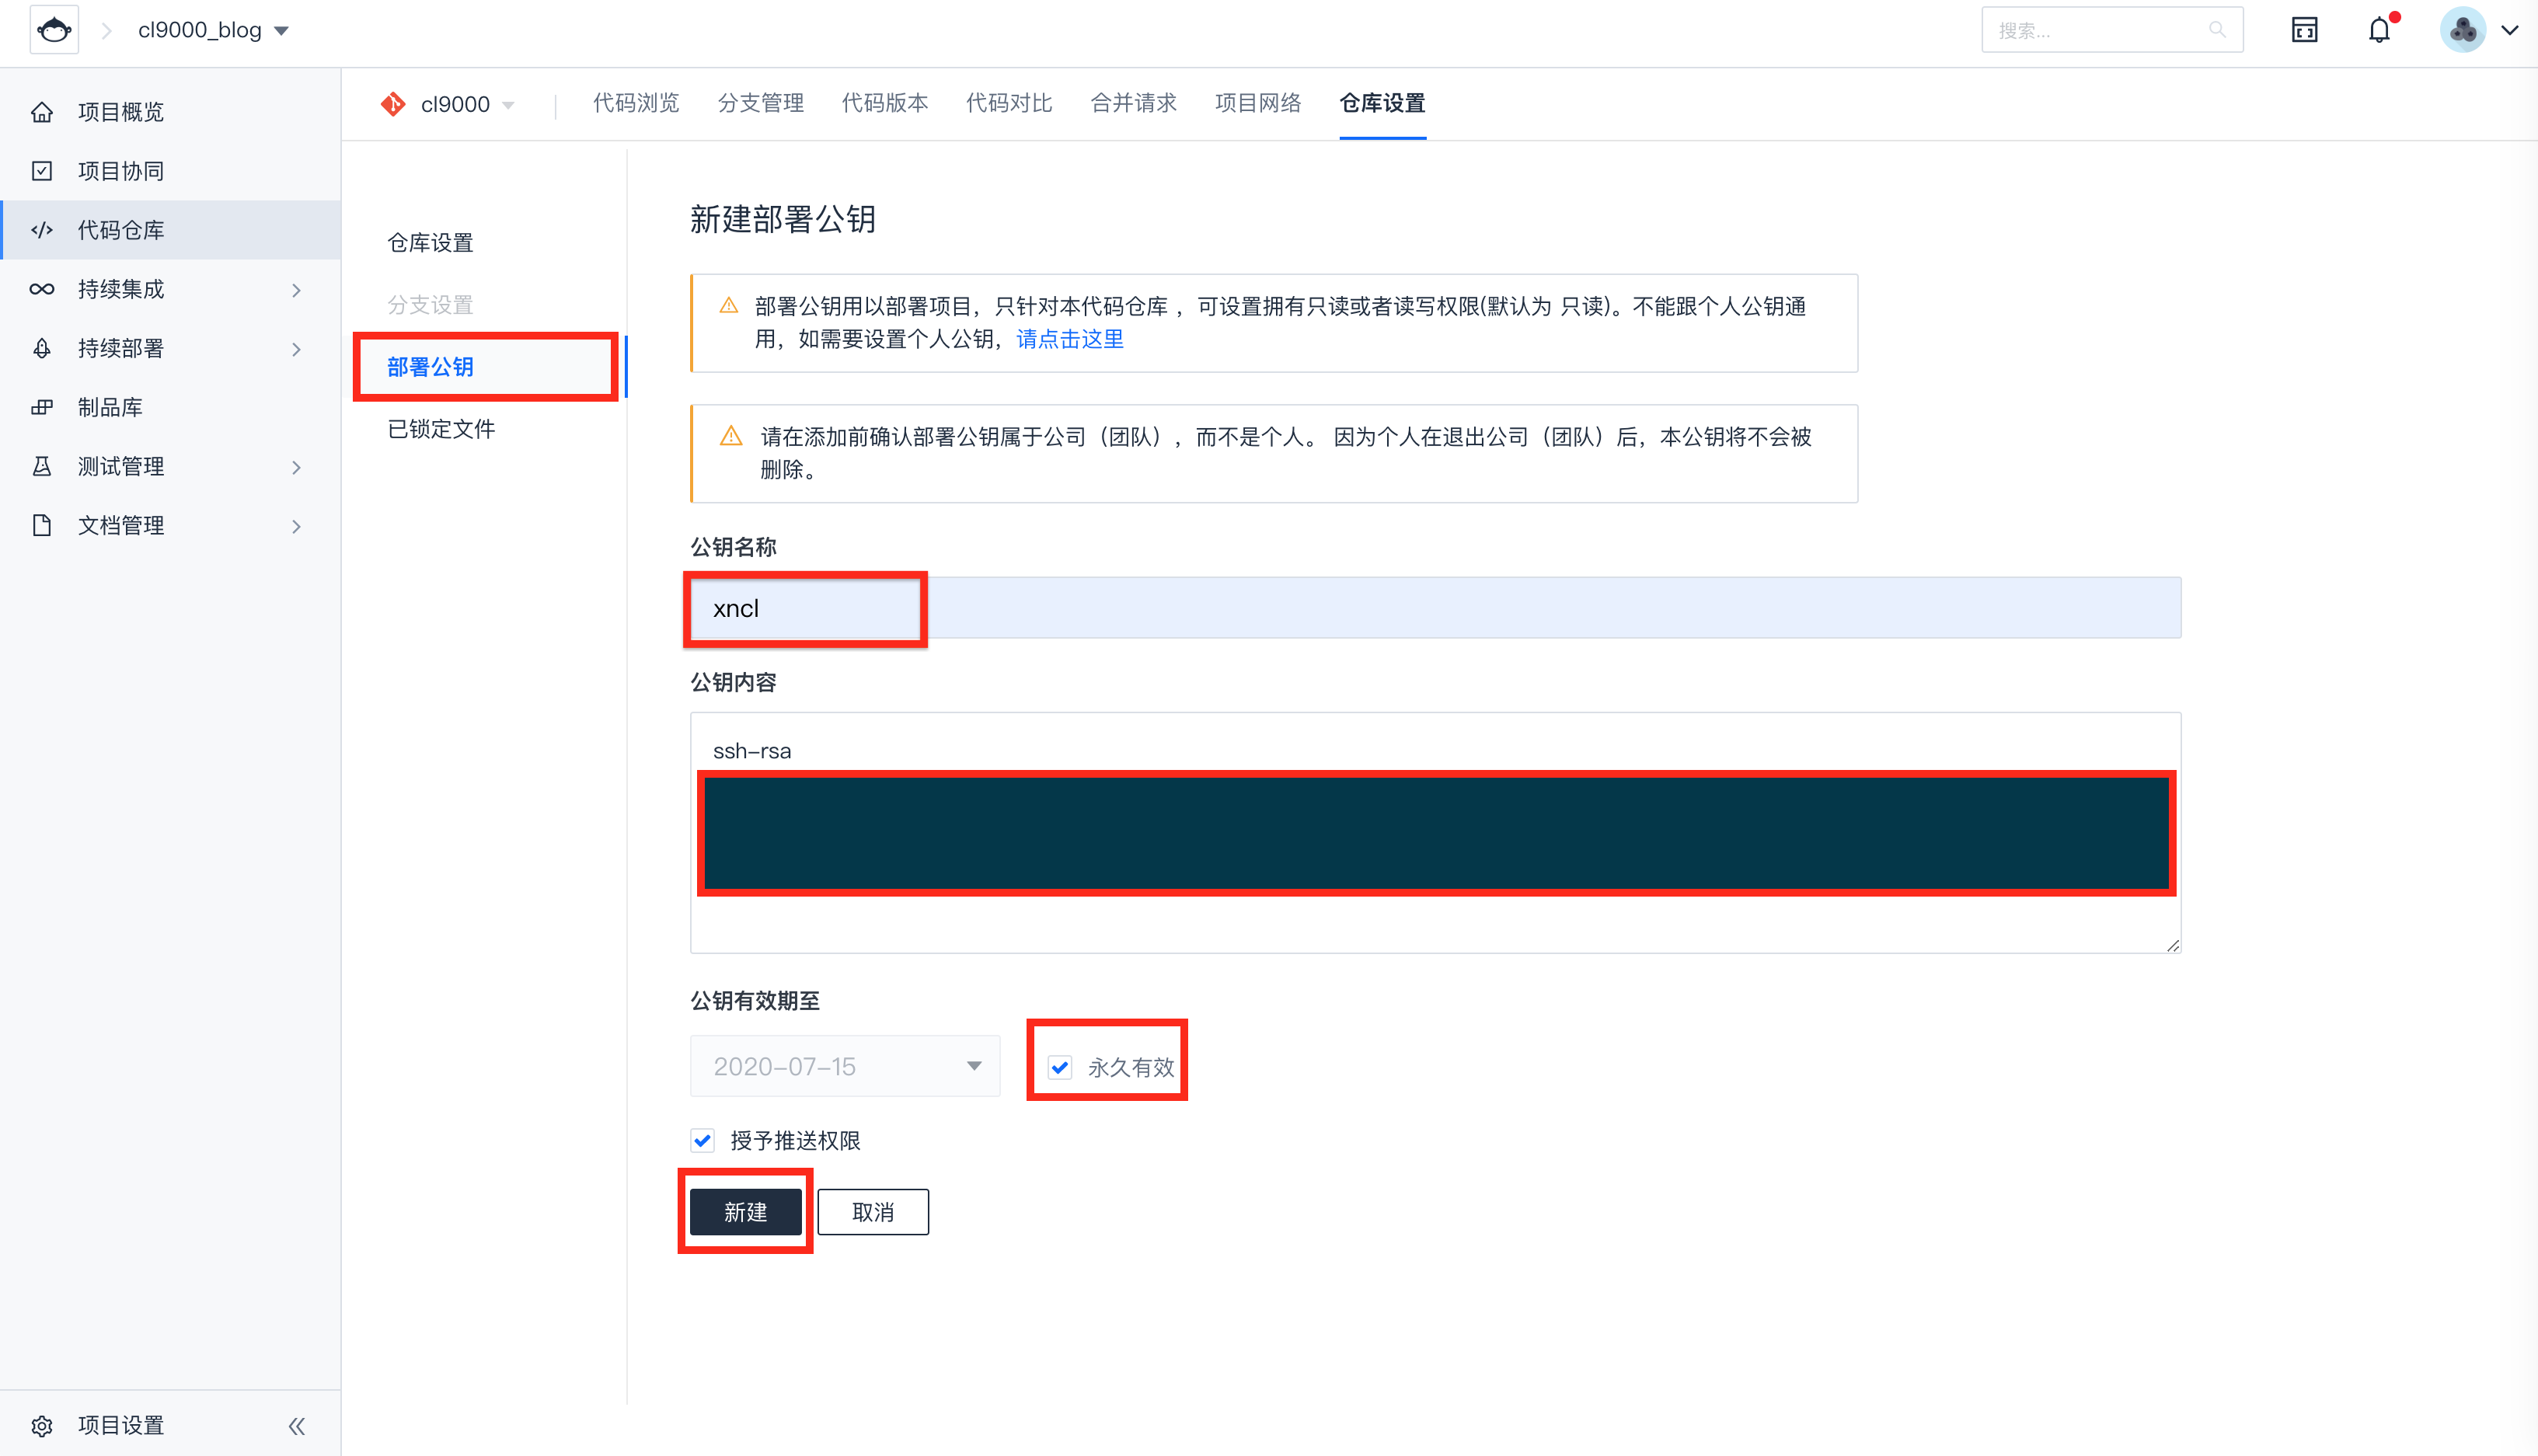 cl9000_blog
搜索...
项目概览
项目协同
代码仓库
持续集成
持续部署
制品库
测试管理
文档管理
项目设置
cl9000
代码浏览
分支管理
代码版本
代码对比
合并请求
项目网络
仓库设置
仓库设置
分支设置
部署公钥
已锁定文件
新建部署公钥
部署公钥用以部署项目，只针对本代码仓库 ，可设置拥有只读或者读写权限(默认为 只读)。不能跟个人公钥通
用，如需要设置个人公钥，请点击这里
请在添加前确认部署公钥属于公司（团队），而不是个人。 因为个人在退出公司（团队）后，本公钥将不会被
删除。
公钥名称
xncl
公钥内容
ssh-rsa
公钥有效期至
2020-07-15
永久有效
授予推送权限
新建
取消